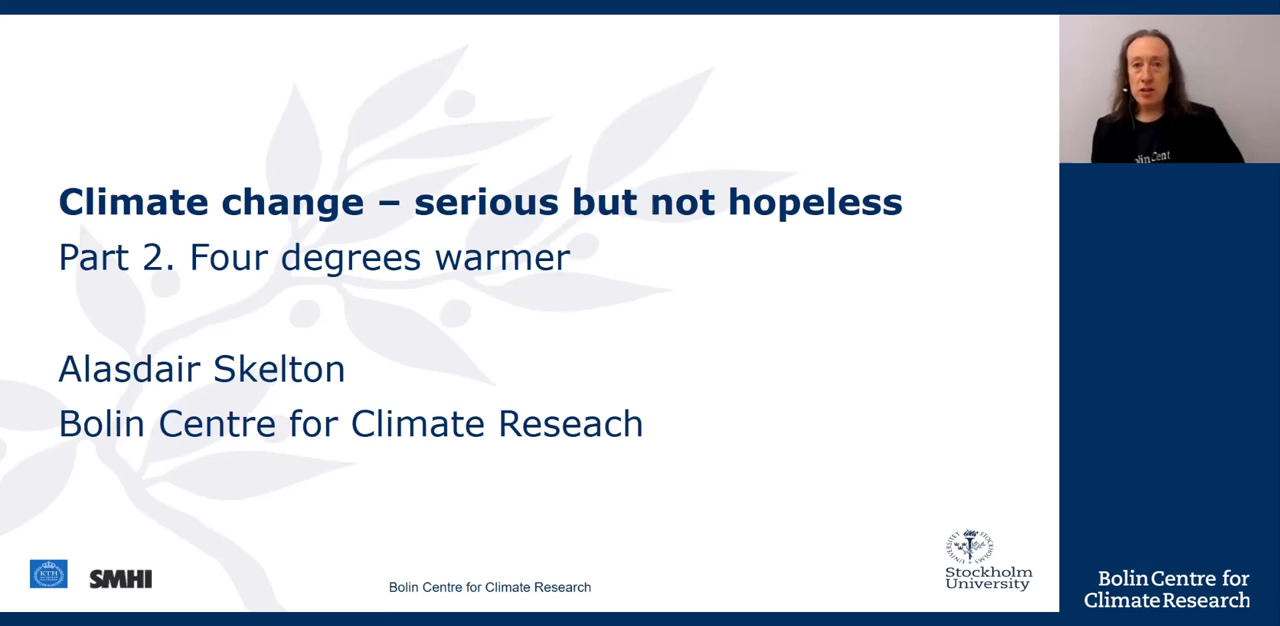 Climate change – serious but not hopeless
Part 2. Four degrees warmer
Alasdair Skelton
Bolin Centre for Climate Reseach
KTH
SMHI
Bolin Centre for Climate Research
Stockholm
University
Bolin Centre for
Climate Research